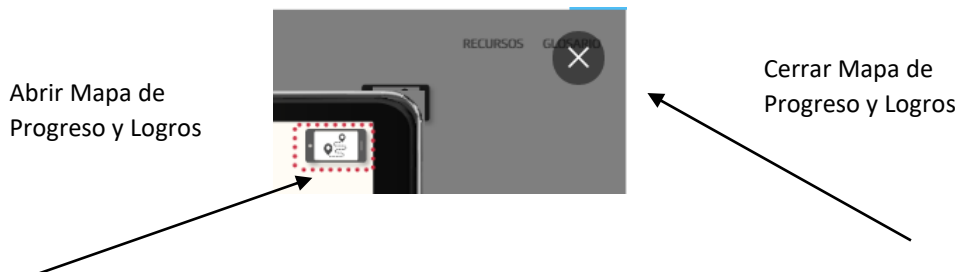 RECURSOS GLOSARIO
Abrir Mapa de
Progreso y Logros
Cerrar Mapa de
Progreso y Logros